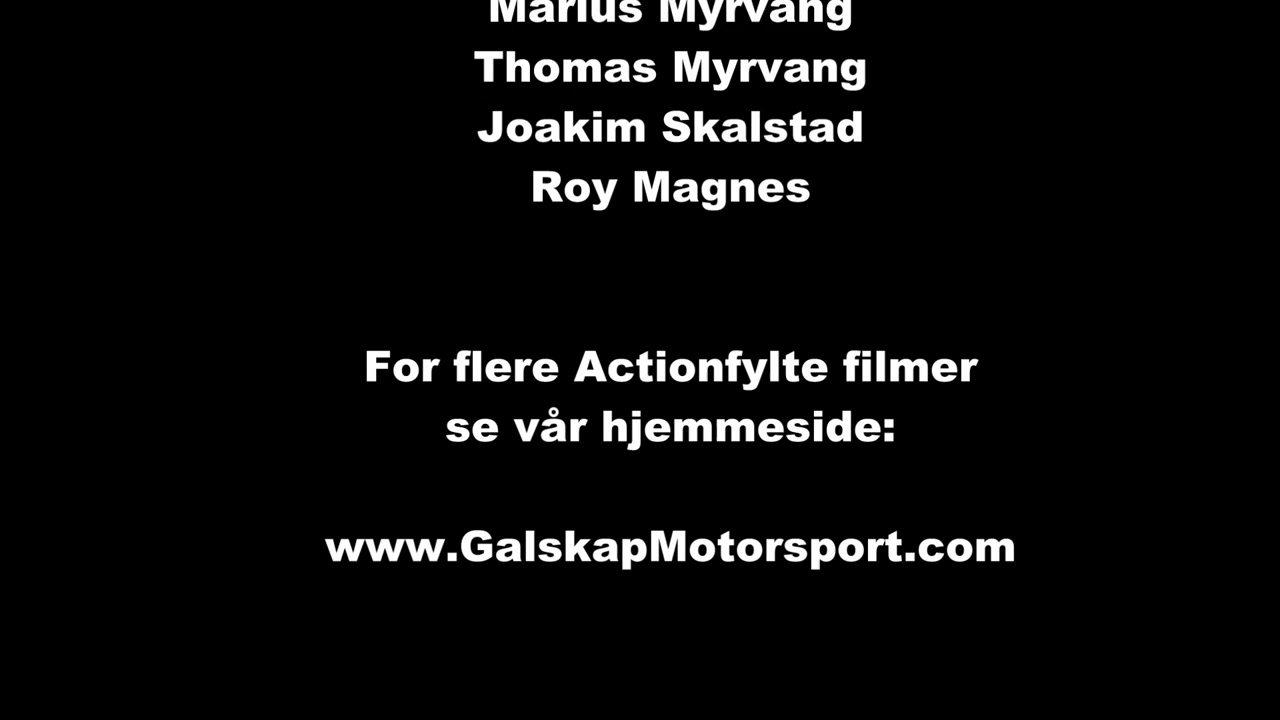 Marius Myrvang
Thomas Myrvang
Joakim Skalstad
Roy Magnes
For flere Actionfylte filmer
se vår hjemmeside:
www.GalskapMotorsport.com